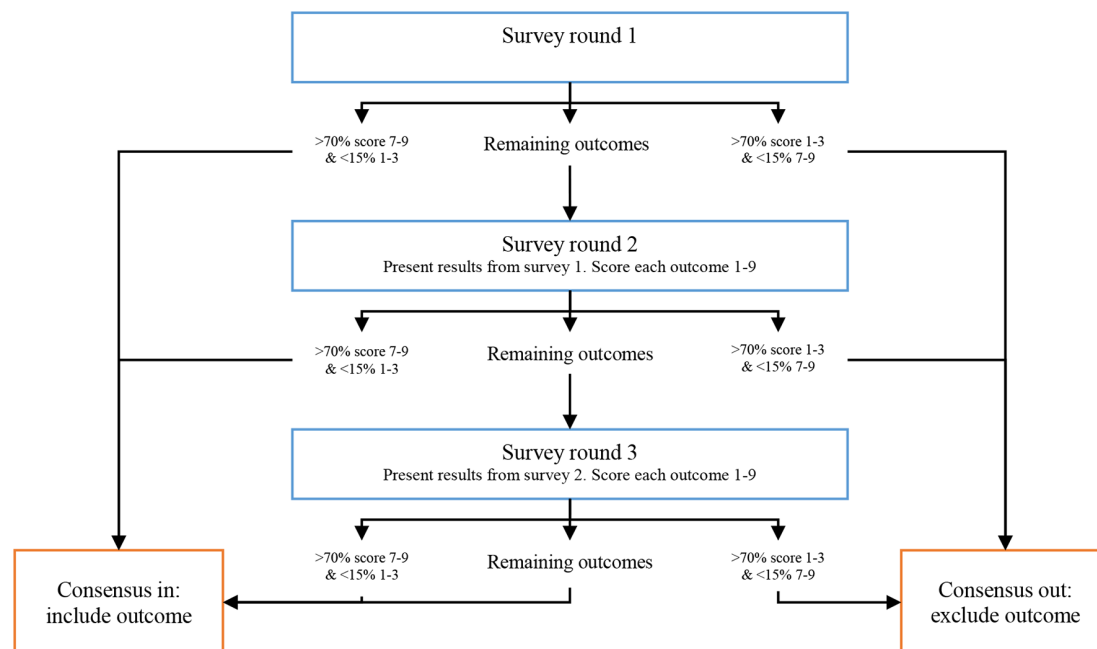 Survey round 1
>70% score 7-9
& <15% 1-3
Remaining outcomes
>70% score 1-3
& <15% 7-9
Survey round 2
Present results from survey 1. Score each outcome 1-9
>70% score 7-9
& <15% 1-3
Remaining outcomes
>70% score 1-3
& <15% 7-9
Survey round 3
Present results from survey 2. Score each outcome 1-9
>70% score 7-9
& <15% 1-3
Remaining outcomes
>70% score 1-3
& <15% 7-9
Consensus in:
include outcome
Consensus out:
exclude outcome